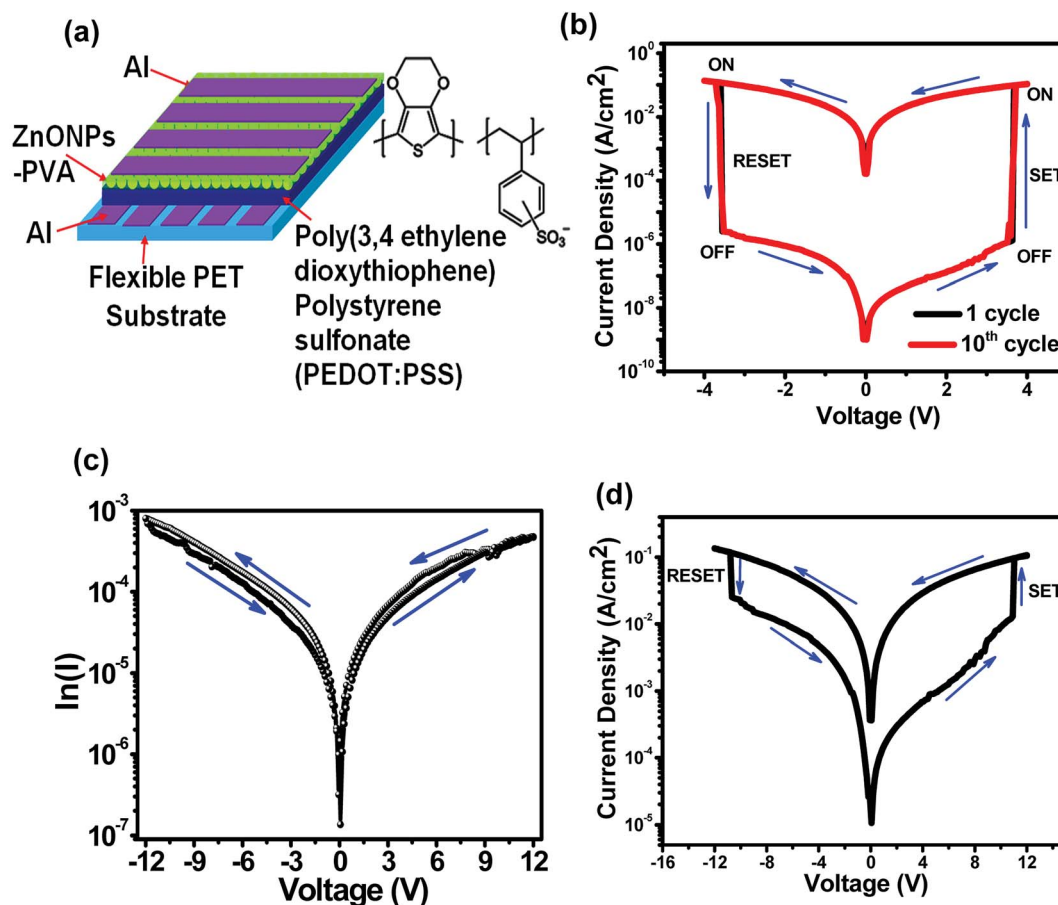 (a)
Al
ZnONPs
-PVA
Al
Flexible PET
Substrate
O
O
S
SO₃⁻
Poly(3,4 ethylene
dioxythiophene)
Polystyrene
sulfonate
(PEDOT:PSS)
(b)
Current Density (A/cm²)
10⁰
10⁻²
10⁻⁴
10⁻⁶
10⁻⁸
10⁻¹⁰
ON
ON
RESET
SET
OFF
OFF
1 cycle
10ᵗʰ cycle
-4
-2
0
2
4
Voltage (V)
(c)
ln(I)
10⁻³
10⁻⁴
10⁻⁵
10⁻⁶
10⁻⁷
-12
-9
-6
-3
0
3
6
9
12
Voltage (V)
(d)
Current Density (A/cm²)
10⁻¹
10⁻²
10⁻³
10⁻⁴
10⁻⁵
RESET
SET
-16
-12
-8
-4
0
4
8
12
Voltage (V)